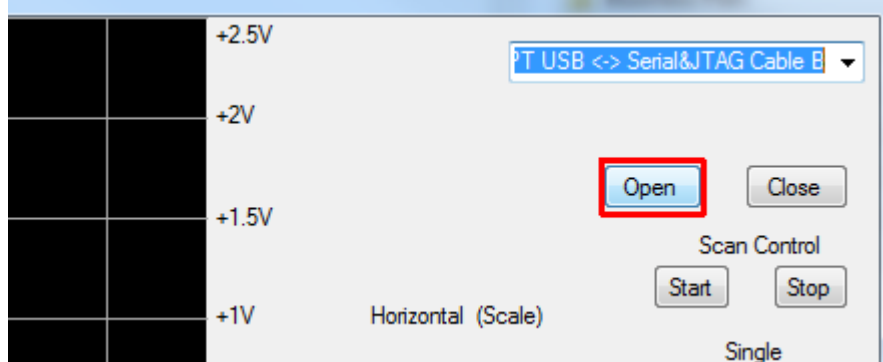 +2.5V
PT USB <-> Serial&JTAG Cable B
+2V
Open Close
+1.5V
Scan Control
Start Stop
+1V Horizontal (Scale)
Single